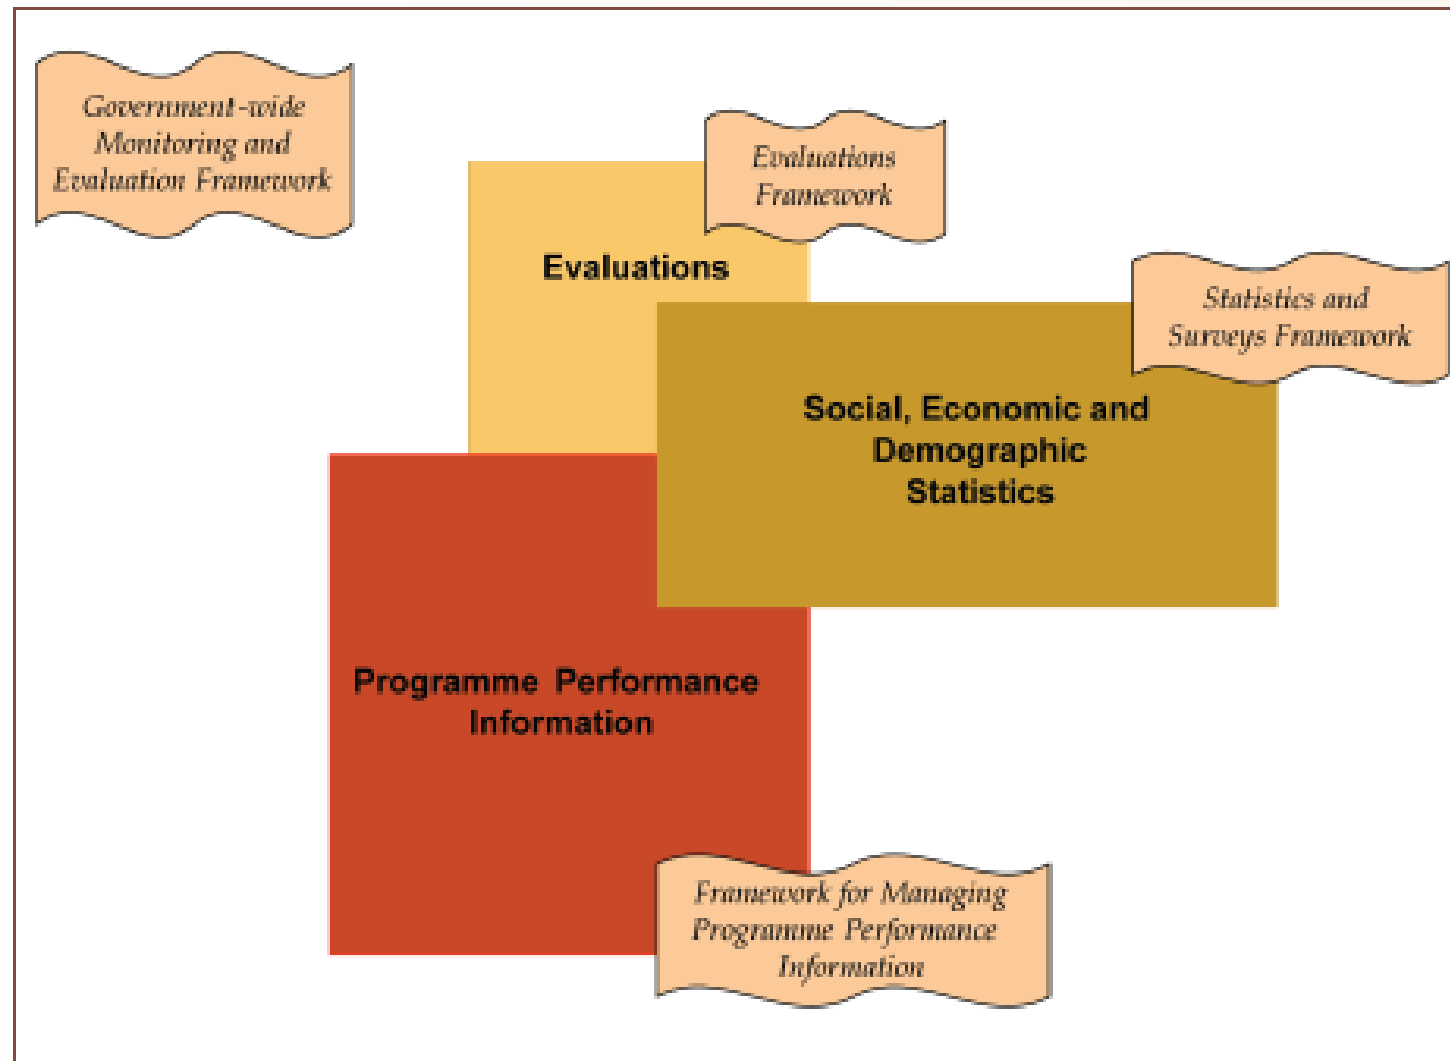 Government-wide
Monitoring and
Evaluation Framework
Evaluations
Framework
Evaluations
Statistics and
Surveys Framework
Social, Economic and
Demographic
Statistics
Programme Performance
Information
Framework for Managing
Programme Performance
Information